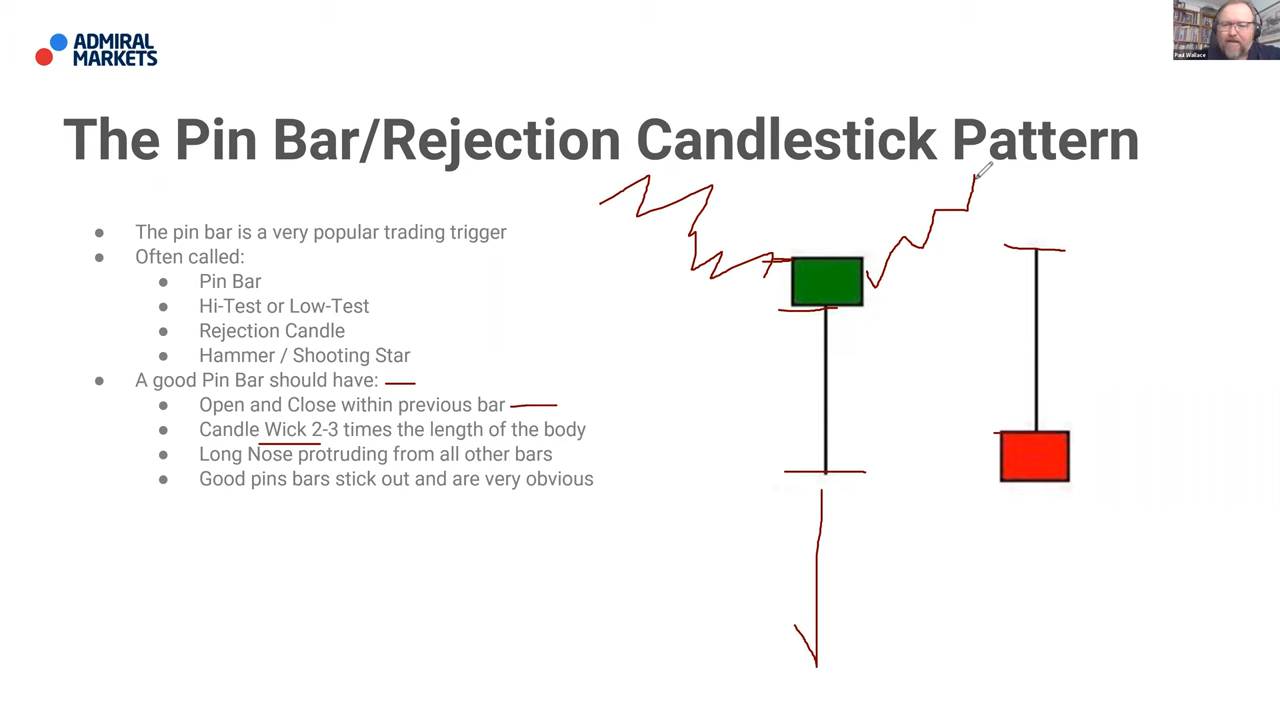 ADMIRAL
MARKETS
Paul Wallace
The Pin Bar/Rejection Candlestick Pattern
● The pin bar is a very popular trading trigger
● Often called:
● Pin Bar
● Hi-Test or Low-Test
● Rejection Candle
● Hammer / Shooting Star
● A good Pin Bar should have:
● Open and Close within previous bar
● Candle Wick 2-3 times the length of the body
● Long Nose protruding from all other bars
● Good pins bars stick out and are very obvious